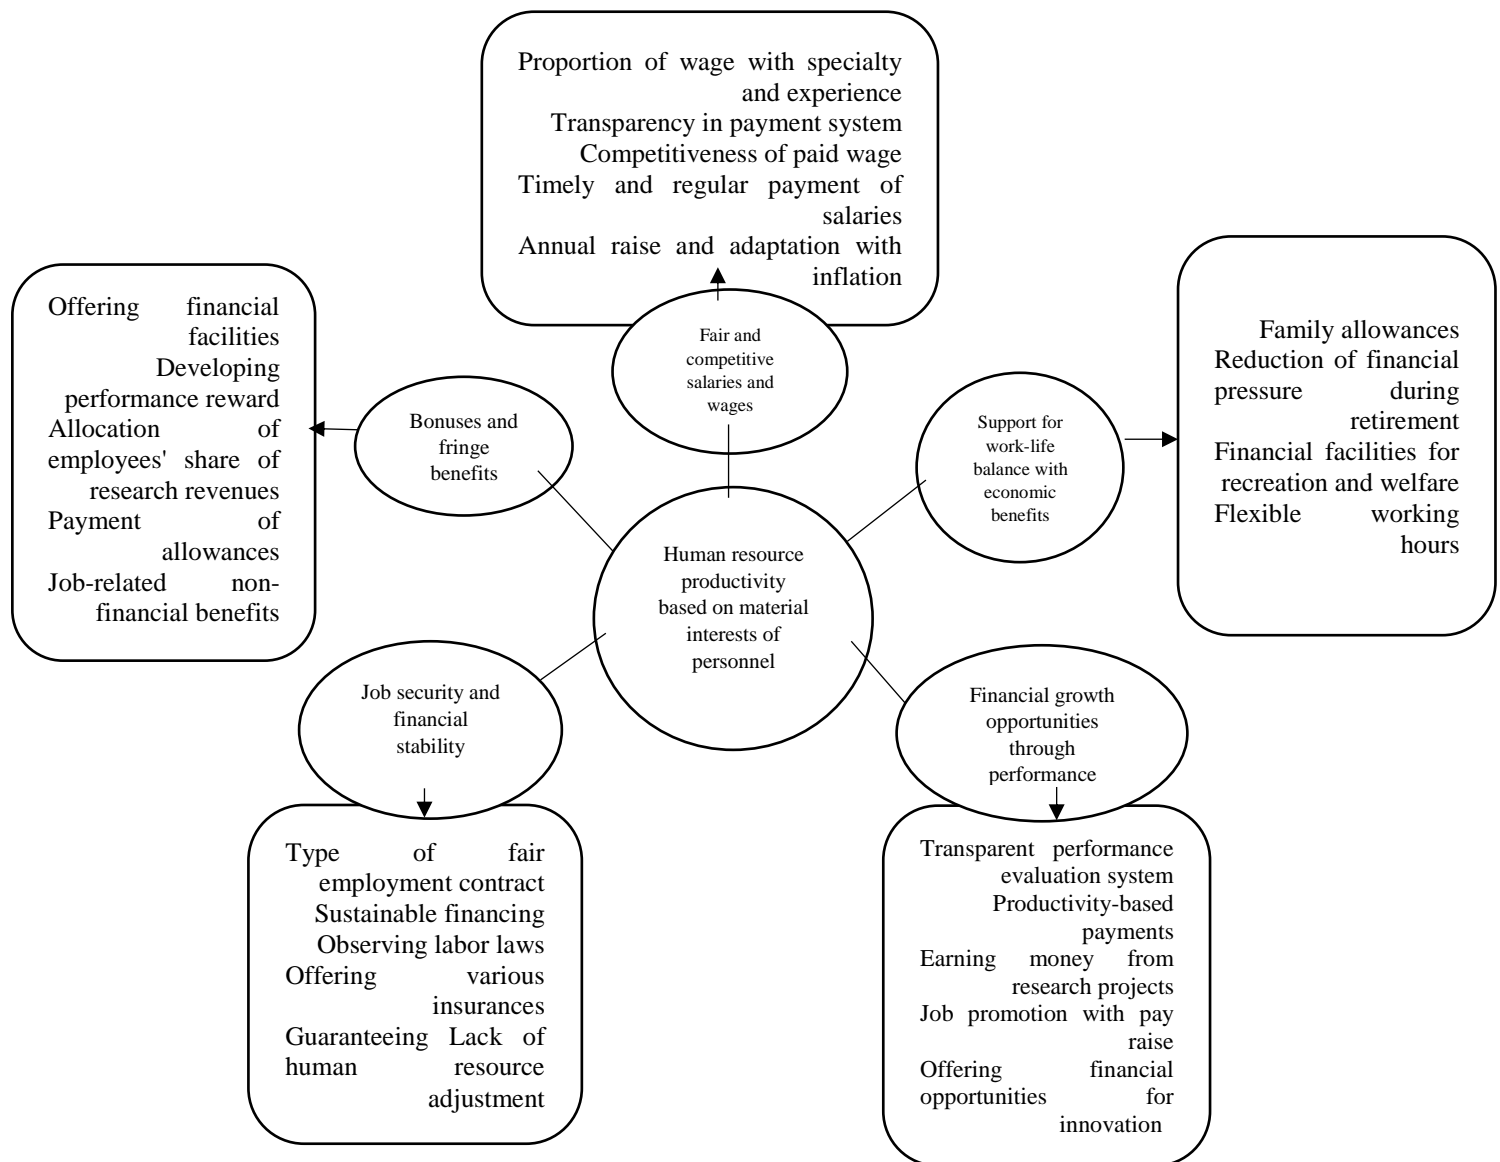 Proportion of wage with specialty
and experience
Transparency in payment system
Competitiveness of paid wage
Timely and regular payment of
salaries
Annual raise and adaptation with
inflation
Offering financial
facilities
Developing
performance reward
Allocation of
employees' share of
research revenues
Payment of
allowances
Job-related non-
financial benefits
Bonuses and
fringe
benefits
Fair and
competitive
salaries and
wages
Support for
work-life
balance with
economic
benefits
Family allowances
Reduction of financial
pressure during
retirement
Financial facilities for
recreation and welfare
Flexible working
hours
Human resource
productivity
based on material
interests of
personnel
Job security and
financial
stability
Financial growth
opportunities
through
performance
Type of fair
employment contract
Sustainable financing
Observing labor laws
Offering various
insurances
Guaranteeing Lack of
human resource
adjustment
Transparent performance
evaluation system
Productivity-based
payments
Earning money from
research projects
Job promotion with pay
raise
Offering financial
opportunities for
innovation